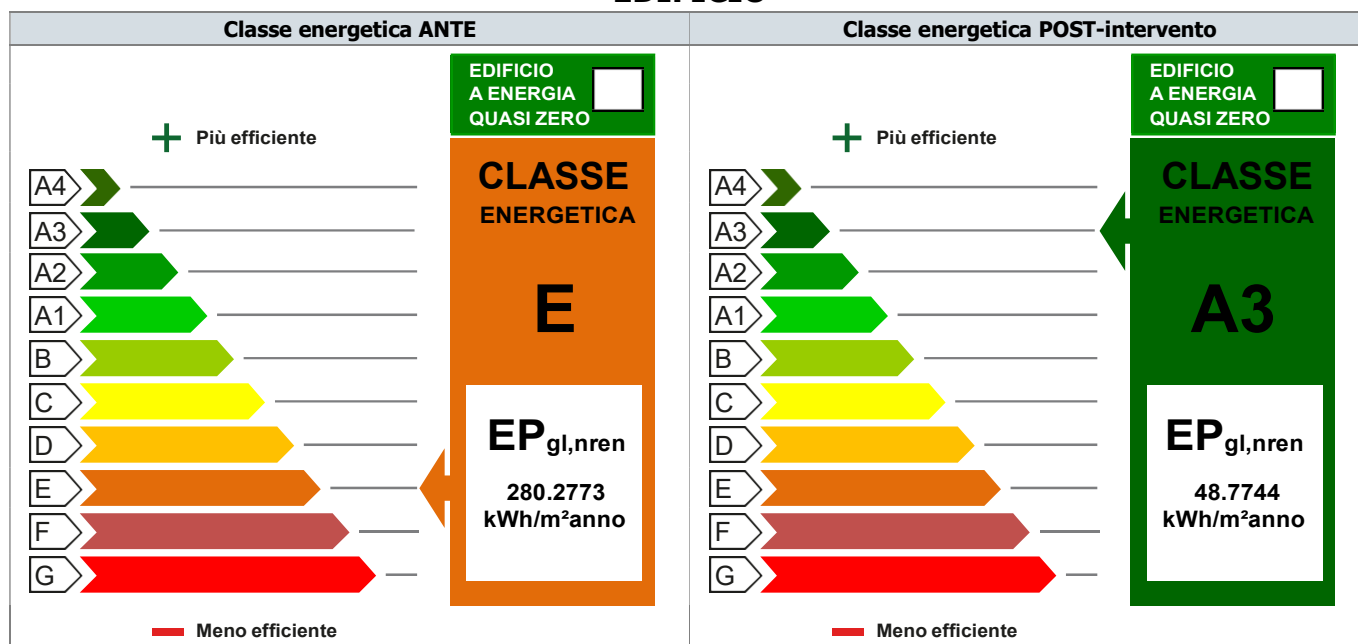 EDIFICIO
Classe energetica ANTE
Classe energetica POST-intervento
EDIFICIO
A ENERGIA
QUASI ZERO
Più efficiente
CLASSE
ENERGETICA
A4
A3
A2
A1
B
C
D
E
F
G
E
EPgl,nren
280.2773
kWh/m²anno
Meno efficiente
EDIFICIO
A ENERGIA
QUASI ZERO
Più efficiente
CLASSE
ENERGETICA
A4
A3
A2
A1
B
C
D
E
F
G
A3
EPgl,nren
48.7744
kWh/m²anno
Meno efficiente